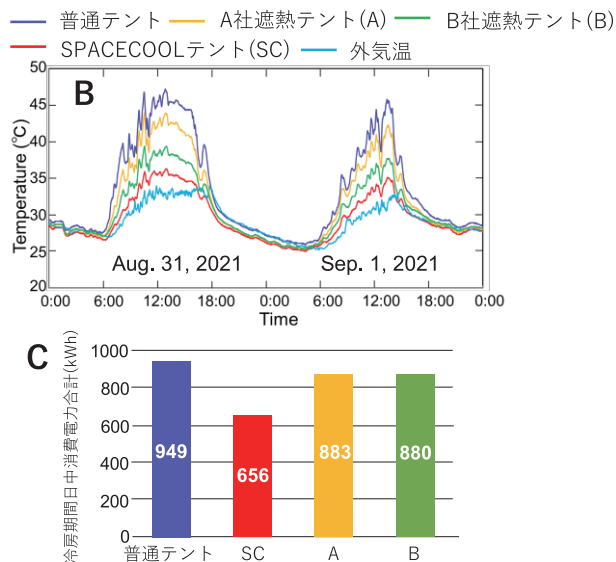 普通テント A社遮熱テント(A) B社遮熱テント(B)
SPACECOOLテント(SC) 外気温
B
Temperature (°C)
50
45
40
35
30
25
20
Aug. 31, 2021 Sep. 1, 2021
0:00 6:00 12:00 18:00 0:00 6:00 12:00 0:00
Time
C
冷房期間日中消費電力合計(kWh)
1000
800
600
400
200
0
949 656 883 880
普通テント SC A B